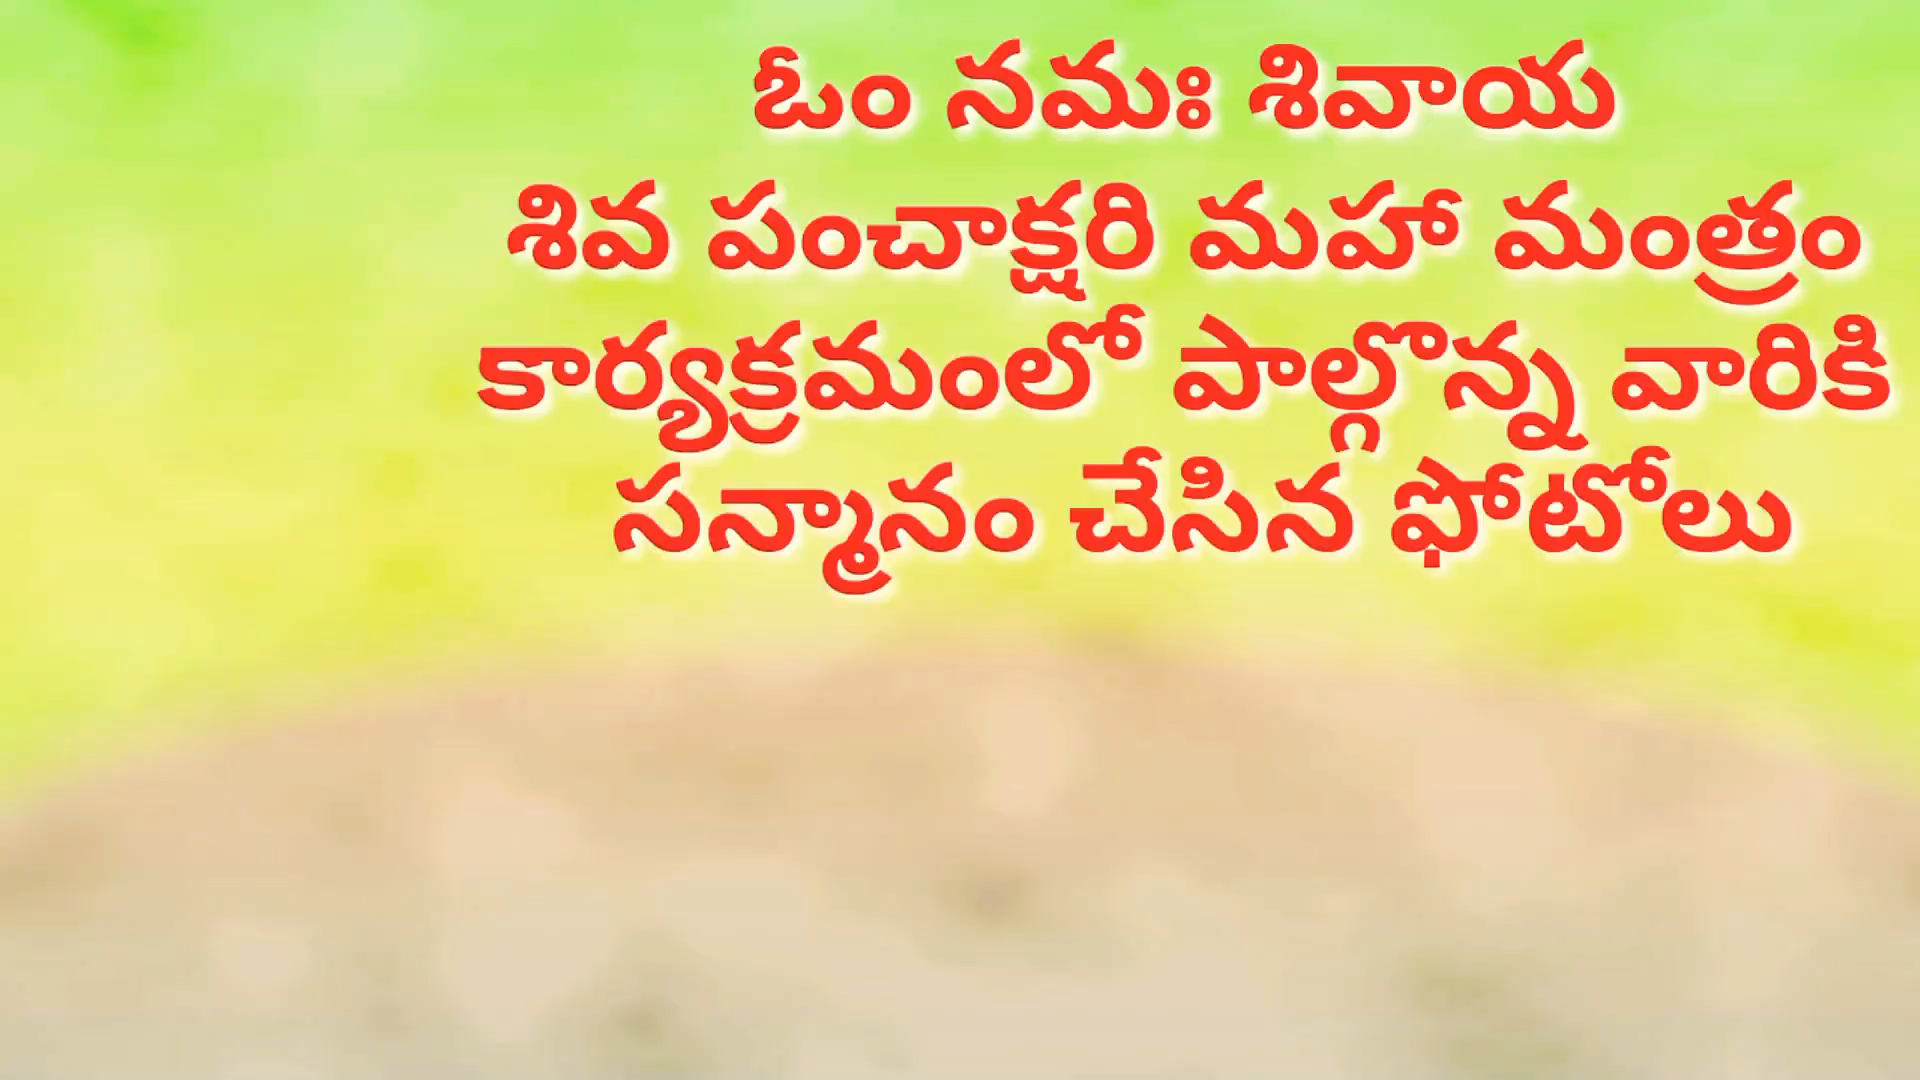 ఓం నమః శివాయ
శివ పంచాక్షరి మహా మంత్రం
కార్యక్రమంలో పాల్గొన్న వారికి
సన్మానం చేసిన ఫోటోలు